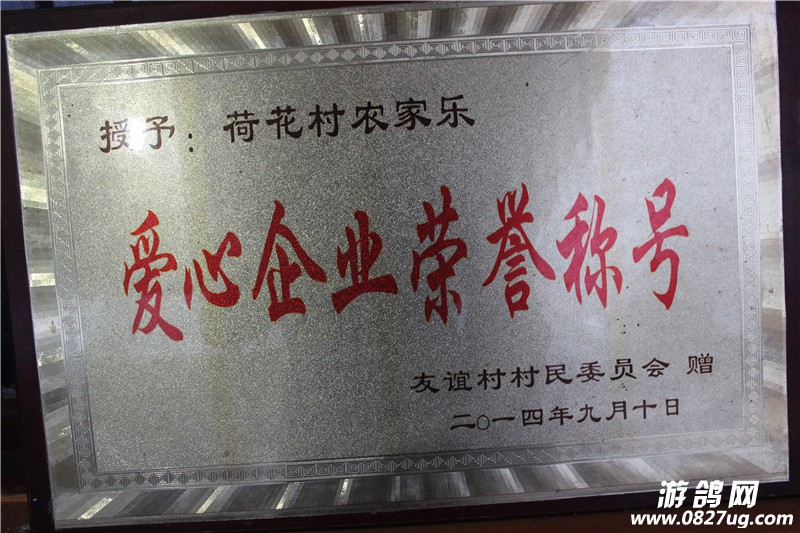 授予：荷花村农家乐
爱心企业荣誉称号
友谊村村民委员会 赠
二〇一四年九月十日
游鸽网
www.0827ug.com